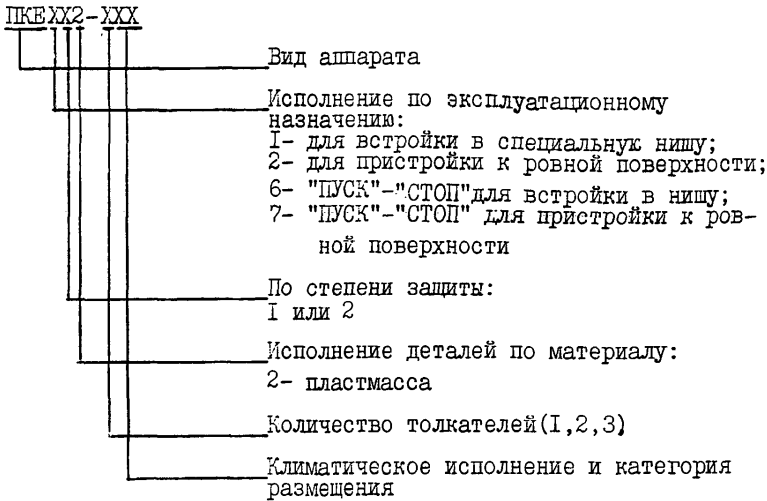 ПКЕХХ2-ХХХ
Вид аппарата
Исполнение по эксплуатационному
назначению:
I- для встройки в специальную нишу;
2- для пристройки к ровной поверхности;
6- "ПУСК"-"СТОП"для встройки в нишу;
7- "ПУСК"-"СТОП" для пристройки к ров-
ной поверхности
По степени защиты:
I или 2
Исполнение деталей по материалу:
2- пластмасса
Количество толкателей(I,2,3)
Климатическое исполнение и категория
размещения